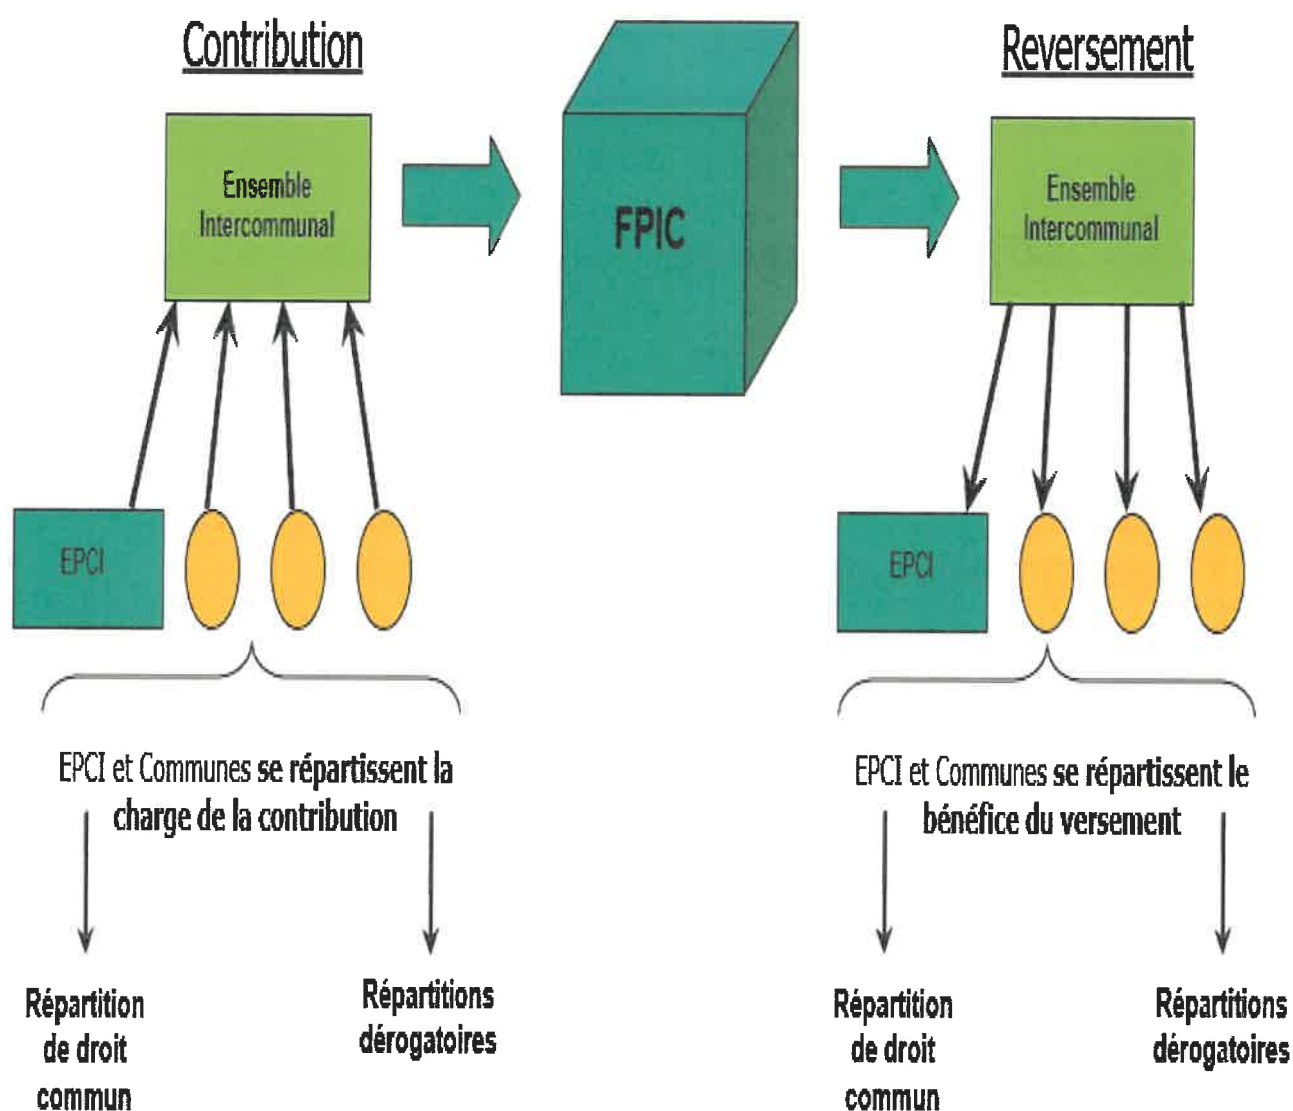 Contribution
Reversement
Ensemble
Intercommunal
FPIC
Ensemble
Intercommunal
EPCI
EPCI
EPCI et Communes se répartissent la
charge de la contribution
EPCI et Communes se répartissent le
bénéfice du versement
Répartition
de droit
commun
Répartitions
dérogatoires
Répartition
de droit
commun
Répartitions
dérogatoires